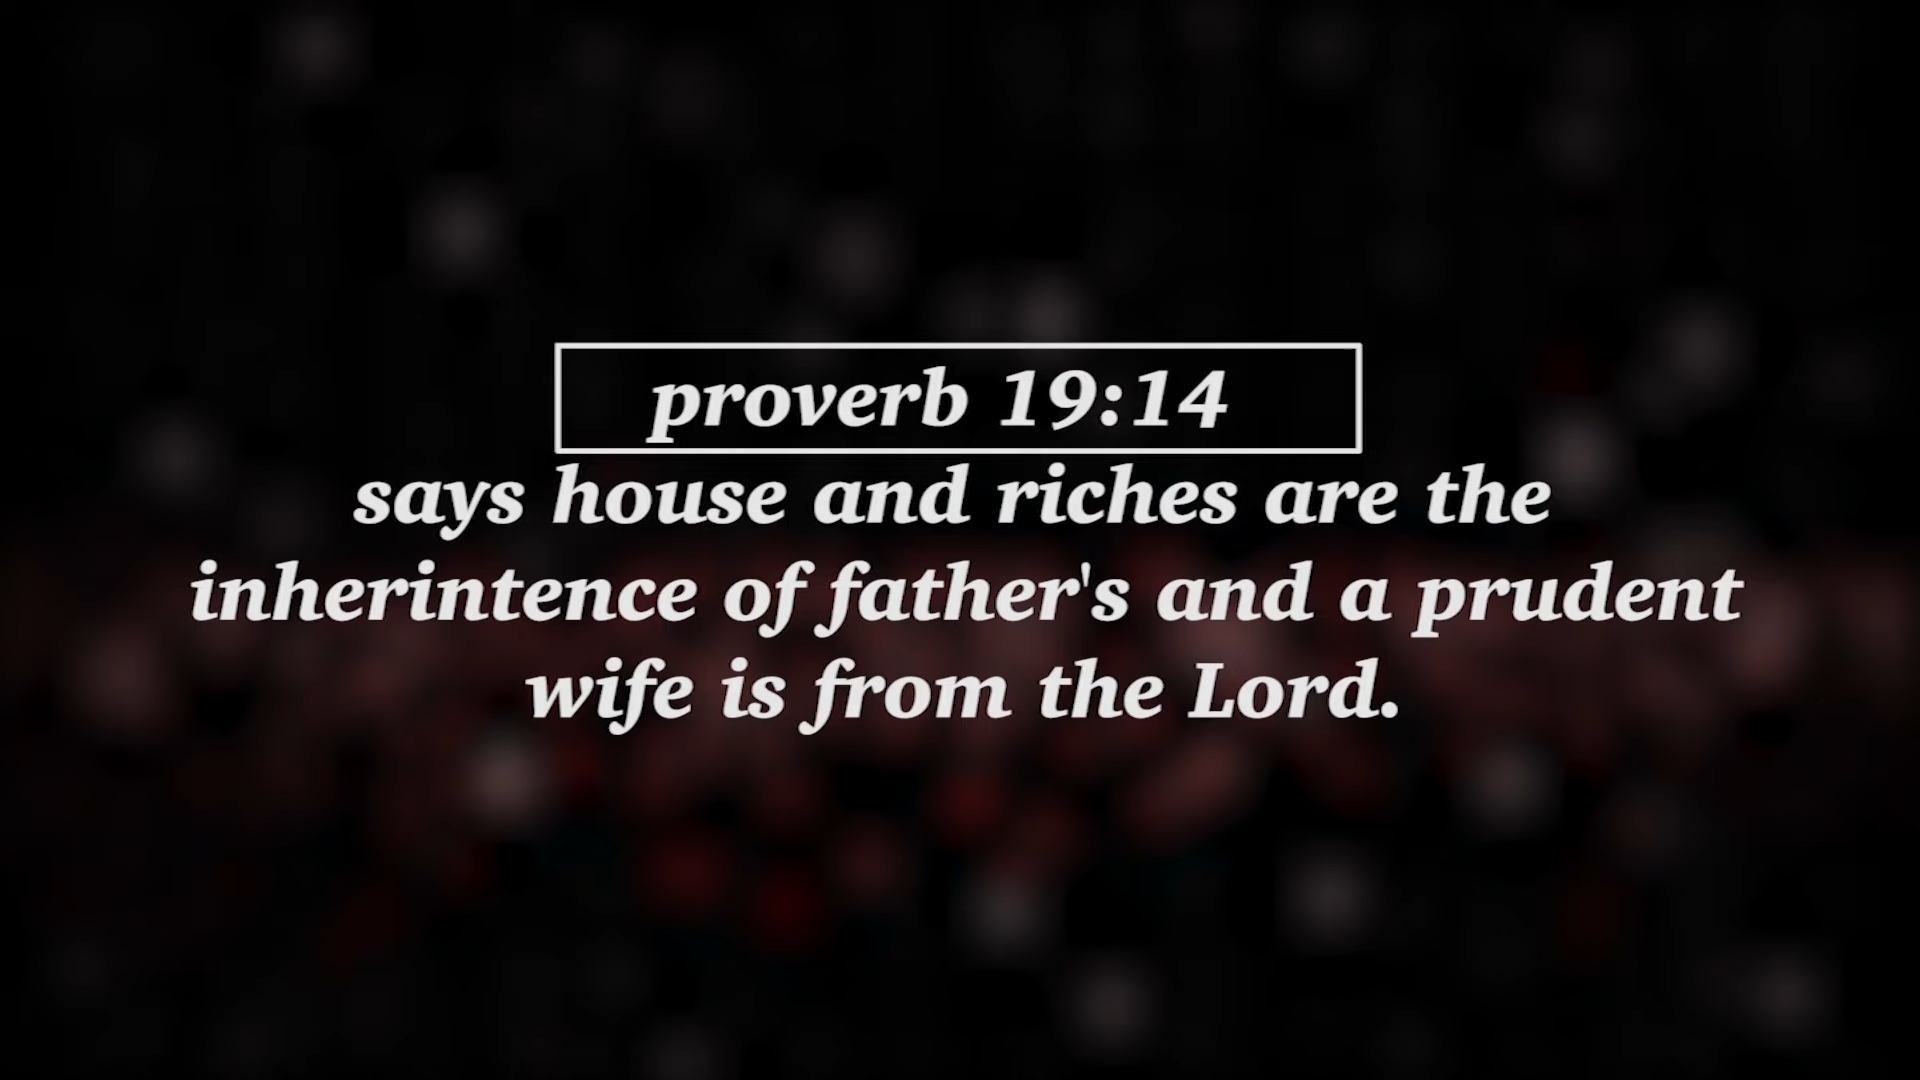 proverb 19:14
says house and riches are the
inherintence of father's and a prudent
wife is from the Lord.